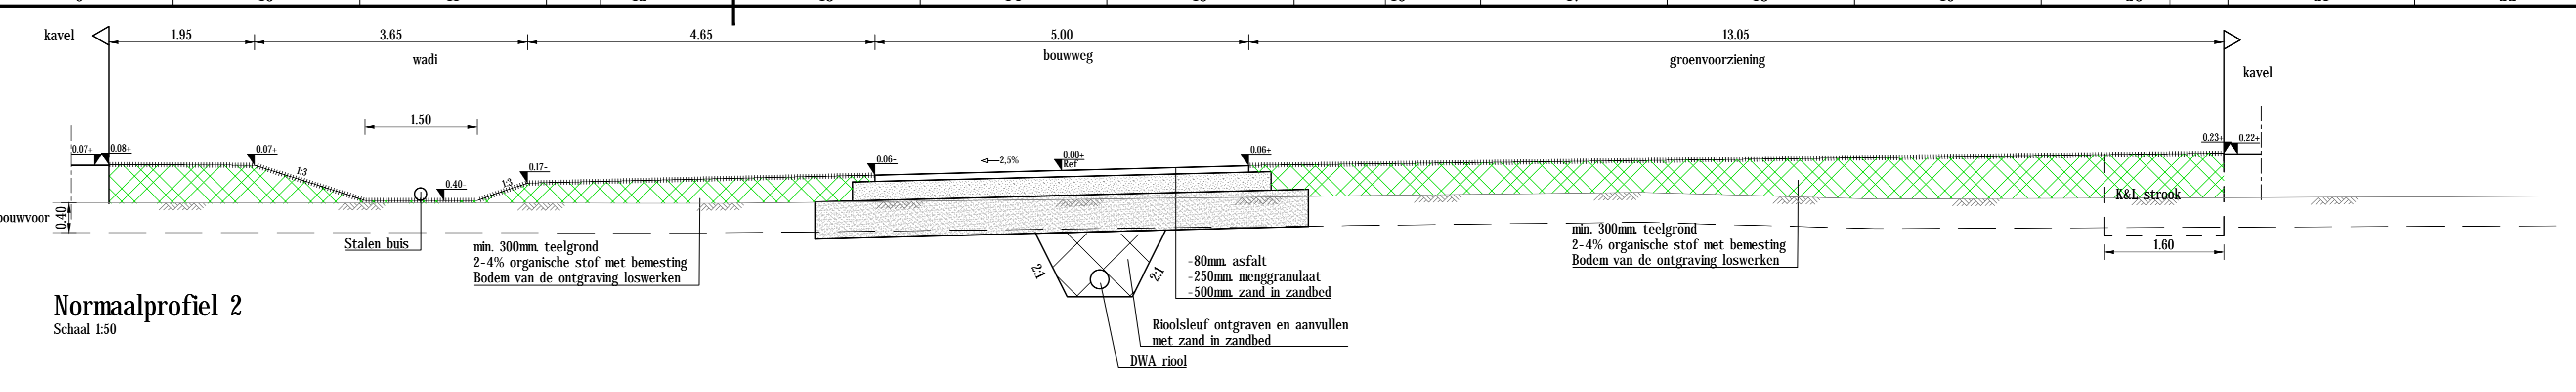 kavel
1.95
3.65
4.65
5.00
13.05
wadi
bouwweg
groenvoorziening
kavel
1.50
0.07+
0.08+
0.07+
1:3
0.40-
1:3
0.17-
0.06-
2,5%
0.00+
Ref
0.06+
0.23+
0.22+
K&L strook
bouwvoor
0.40
Stalen buis
min. 300mm. teelgrond
2-4% organische stof met bemesting
Bodem van de ontgraving loswerken
2:1
2:1
-80mm. asfalt
-250mm. menggranulaat
-500mm. zand in zandbed
min. 300mm. teelgrond
2-4% organische stof met bemesting
Bodem van de ontgraving loswerken
1.60
Rioolsleuf ontgraven en aanvullen
met zand in zandbed
DWA riool
Normaalprofiel 2
Schaal 1:50